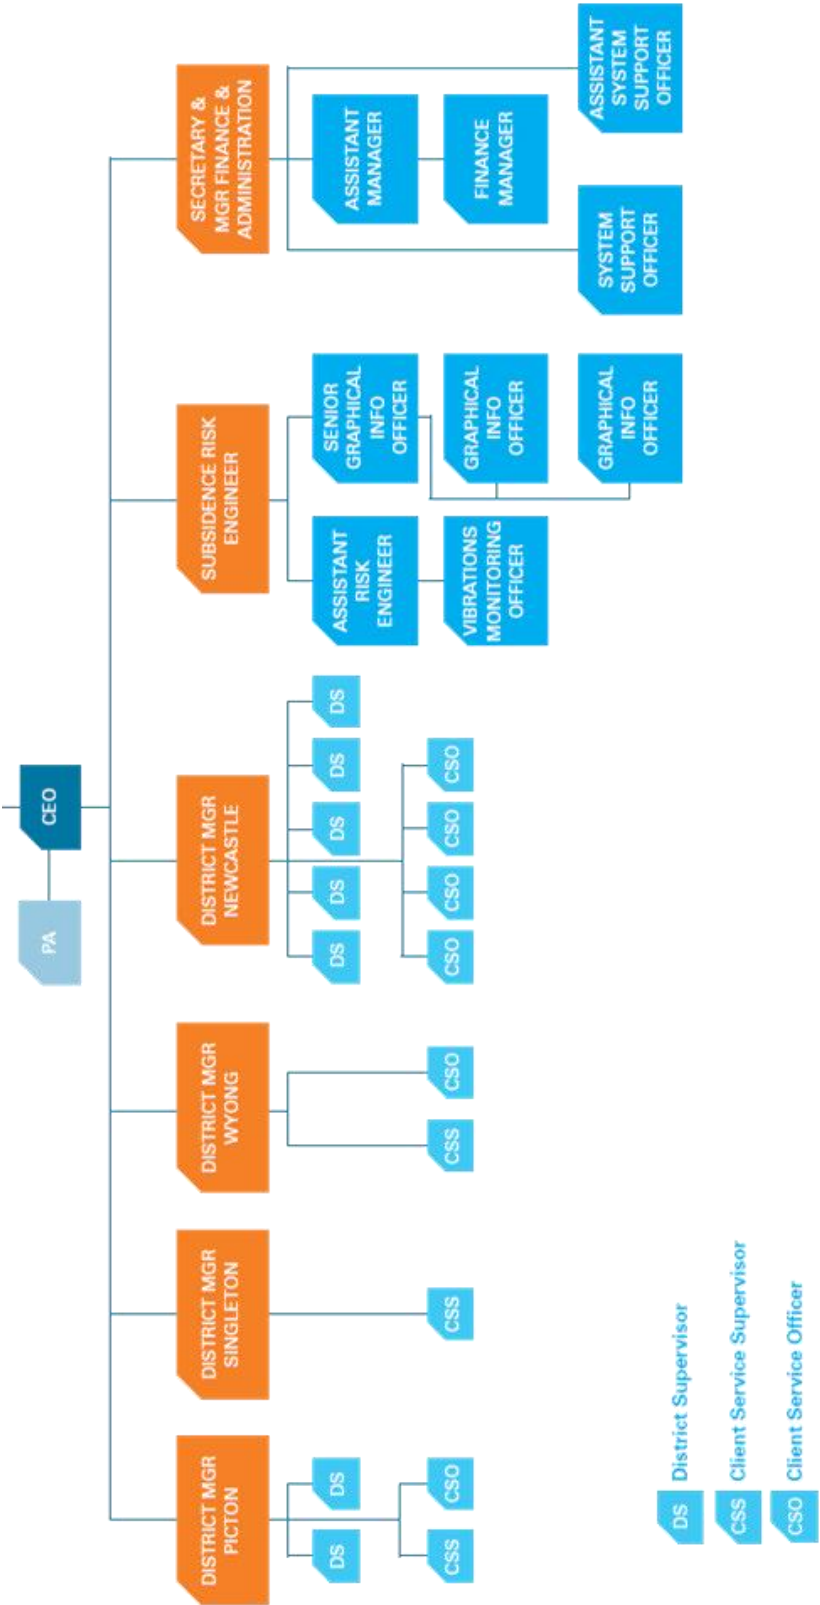 PA
CEO
DISTRICT MGR
PICTON
DISTRICT MGR
SINGLETON
DISTRICT MGR
WYONG
DISTRICT MGR
NEWCASTLE
SUBSIDENCE RISK
ENGINEER
SECRETARY &
MGR FINANCE &
ADMINISTRATION
DS
DS
DS
DS
DS
DS
DS
ASSISTANT
RISK
ENGINEER
SENIOR
GRAPHICAL
INFO
OFFICER
ASSISTANT
MANAGER
CSS
CSO
CSS
CSS
CSO
CSO
CSO
CSO
CSO
VIBRATIONS
MONITORING
OFFICER
GRAPHICAL
INFO
OFFICER
FINANCE
MANAGER
GRAPHICAL
INFO
OFFICER
SYSTEM
SUPPORT
OFFICER
ASSISTANT
SYSTEM
SUPPORT
OFFICER
DS District Supervisor
CSS Client Service Supervisor
CSO Client Service Officer